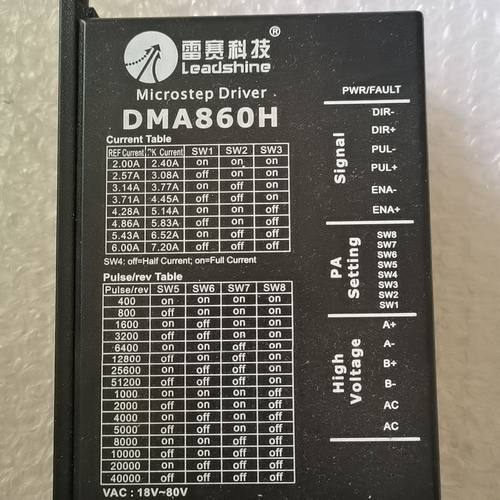 雷赛科技®
Leadshine
Microstep Driver
DMA860H
Current Table
REF Current PK Current SW1 SW2 SW3
2.00A 2.40A on on on
2.57A 3.08A off on on
3.14A 3.77A on off on
3.71A 4.45A off off on
4.28A 5.14A on on off
4.86A 5.83A off on off
5.43A 6.52A on off off
6.00A 7.20A off off off
SW4: off=Half Current; on=Full Current
Pulse/rev Table
Pulse/rev SW5 SW6 SW7 SW8
400 on on on on
800 off on on on
1600 on off on on
3200 off off on on
6400 on on off on
12800 off on off on
25600 on off off on
51200 off off off on
1000 on on on off
2000 off on on off
4000 on off on off
5000 off off on off
8000 on on off off
10000 off on off off
20000 on off off off
40000 off off off off
VAC : 18V~80V
PWR/FAULT
Signal
DIR-
DIR+
PUL-
PUL+
ENA-
ENA+
PA Setting
SW8
SW7
SW6
SW5
SW4
SW3
SW2
SW1
High Voltage
A+
A-
B+
B-
AC
AC